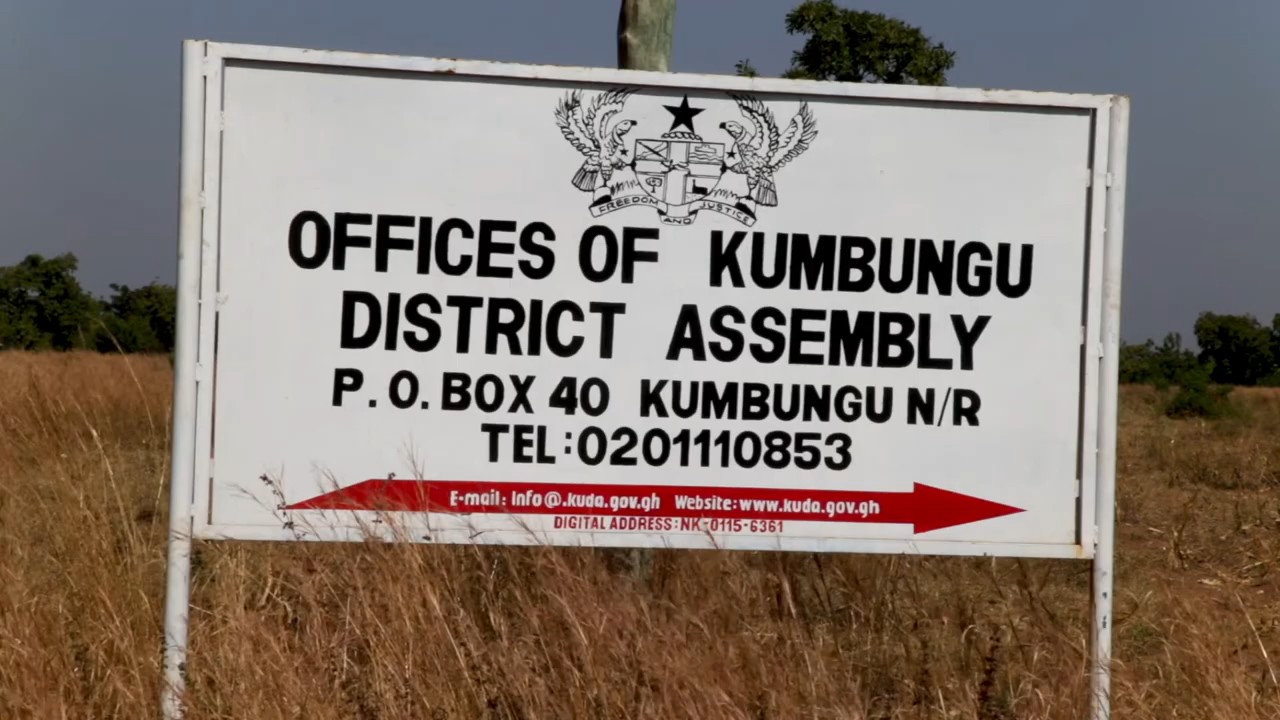 FREEDOM AND JUSTICE
OFFICES OF KUMBUNGU
DISTRICT ASSEMBLY
P. O. BOX 40 KUMBUNGU N/R
TEL:0201110853
E-mail: Info@.kuda.gov.gh Website: www.kuda.gov.gh
DIGITAL ADDRESS: NK-0115-6361